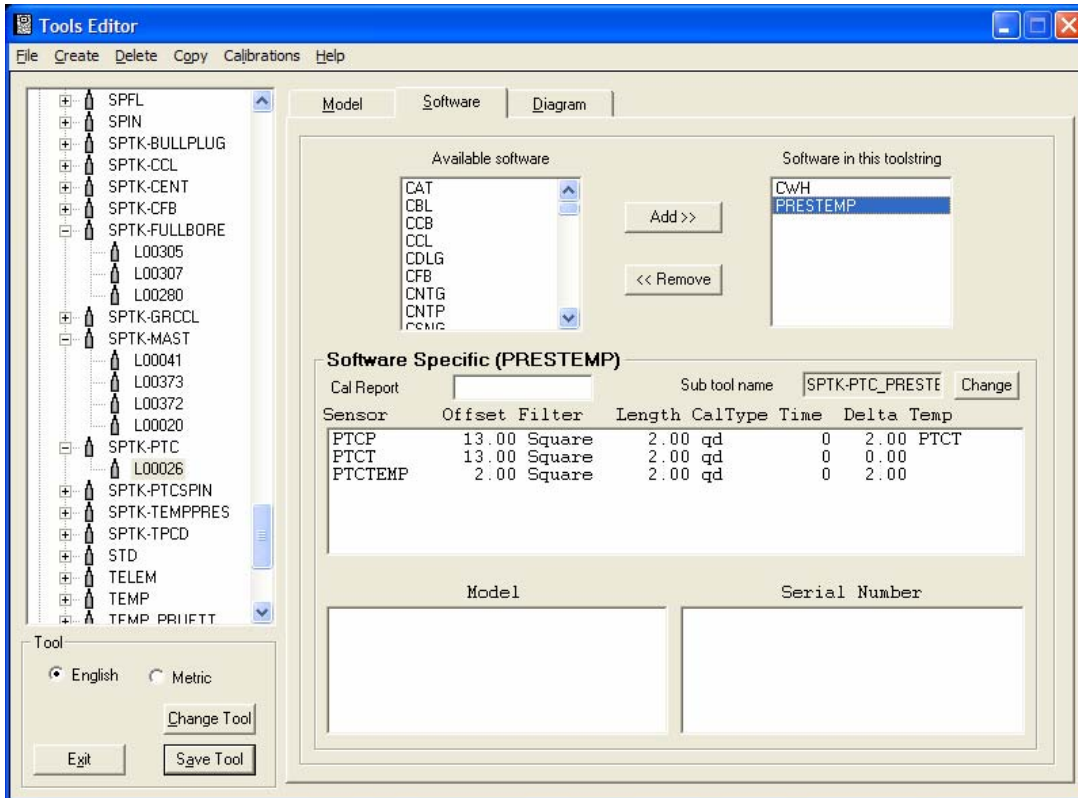 Tools Editor
File Create Delete Copy Calibrations Help
SPFL
SPIN
SPTK-BULLPLUG
SPTK-CCL
SPTK-CENT
SPTK-CFB
SPTK-FULLBORE
L00305
L00307
L00280
SPTK-GRCCL
SPTK-MAST
L00041
L00373
L00372
L00020
SPTK-PTC
L00026
SPTK-PTCSPIN
SPTK-TEMPPRES
SPTK-TPCD
STD
TELEM
TEMP
TEMP_PRUETT
Tool
English Metric
Change Tool
Exit Save Tool
Model Software Diagram
Available software
CAT
CBL
CCB
CCL
CDLG
CFB
CNTG
CNTP
CSNG
Add >>
<< Remove
Software in this toolstring
CWH
PRESTEMP
Software Specific (PRESTEMP)
Cal Report Sub tool name SPTK-PTC_PRESTE Change
Sensor Offset Filter Length CalType Time Delta Temp
PTCP 13.00 Square 2.00 qd 0 2.00 PTCT
PTCT 13.00 Square 2.00 qd 0 0.00
PTCTEMP 2.00 Square 2.00 qd 0 2.00
Model Serial Number